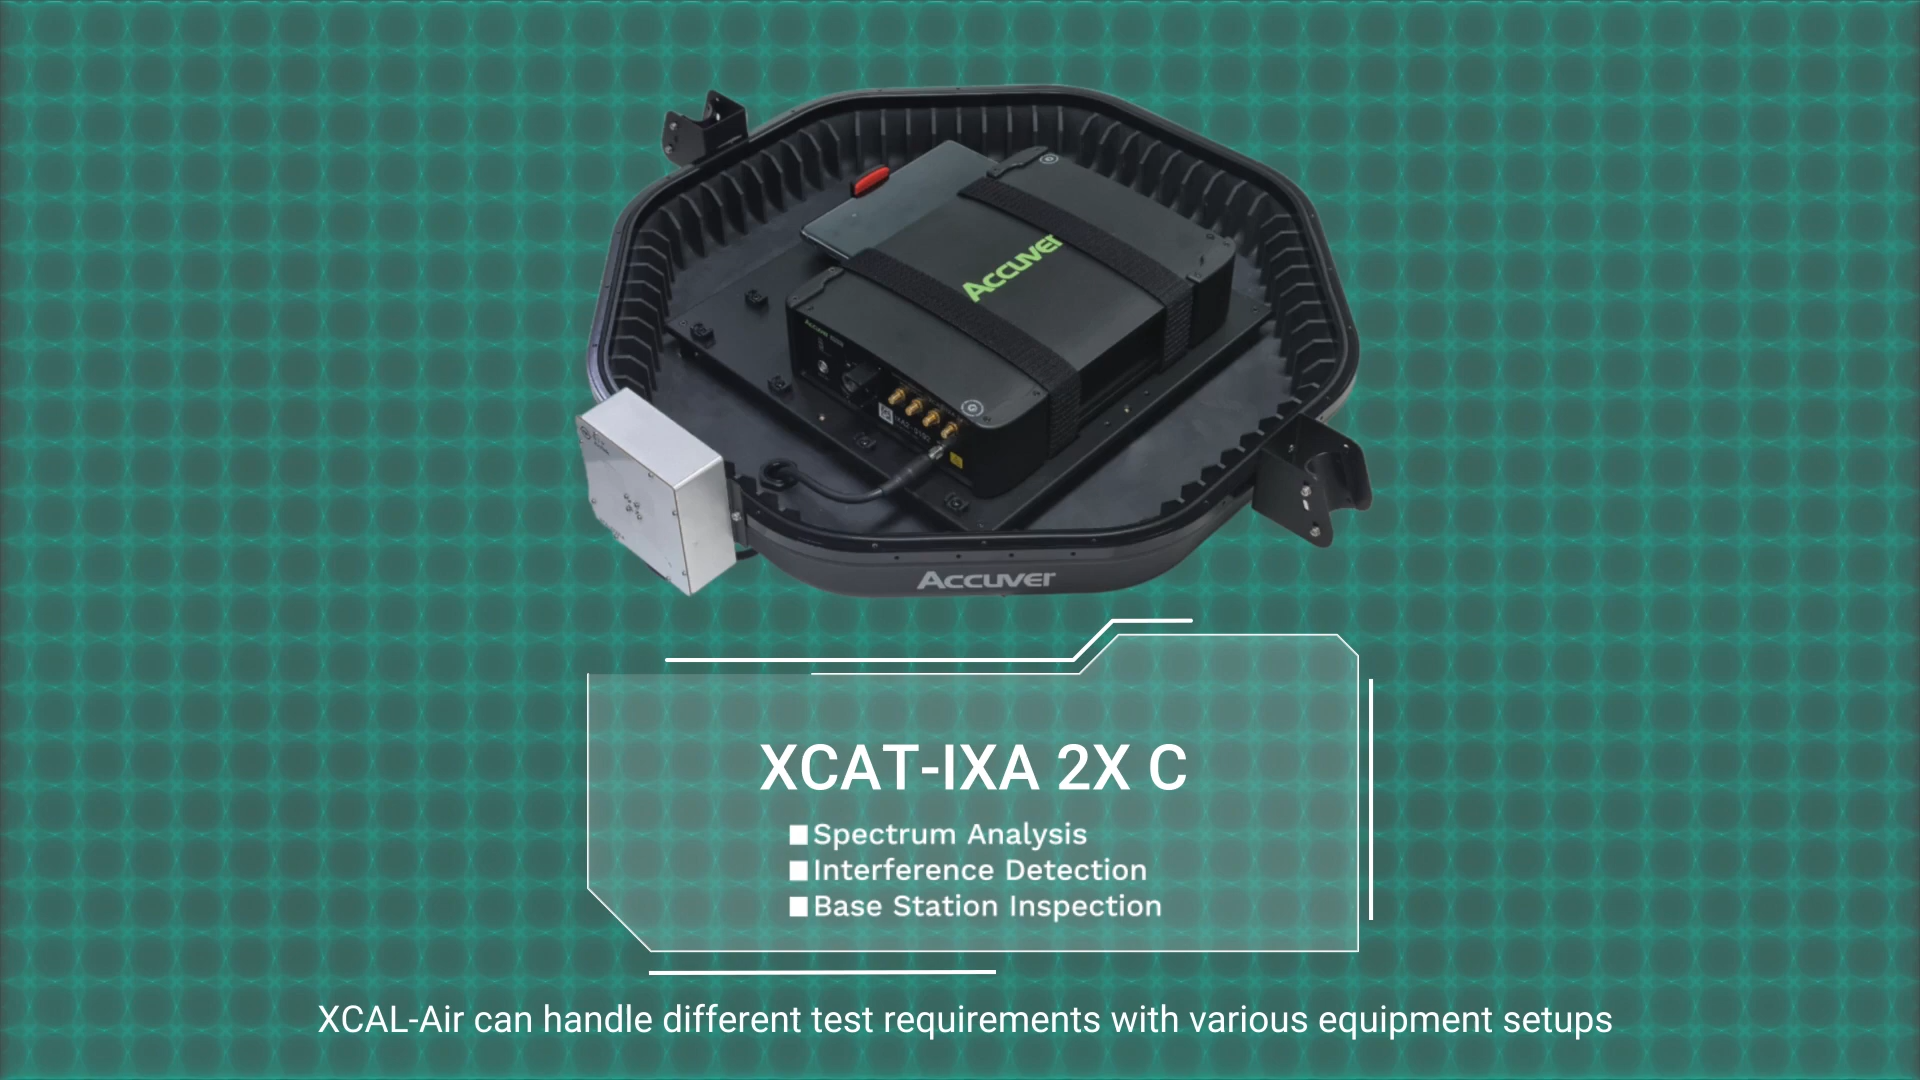 ACCUVER
ACCUVER
XCAT-IXA 2X C
Spectrum Analysis
Interference Detection
Base Station Inspection
XCAL-Air can handle different test requirements with various equipment setups